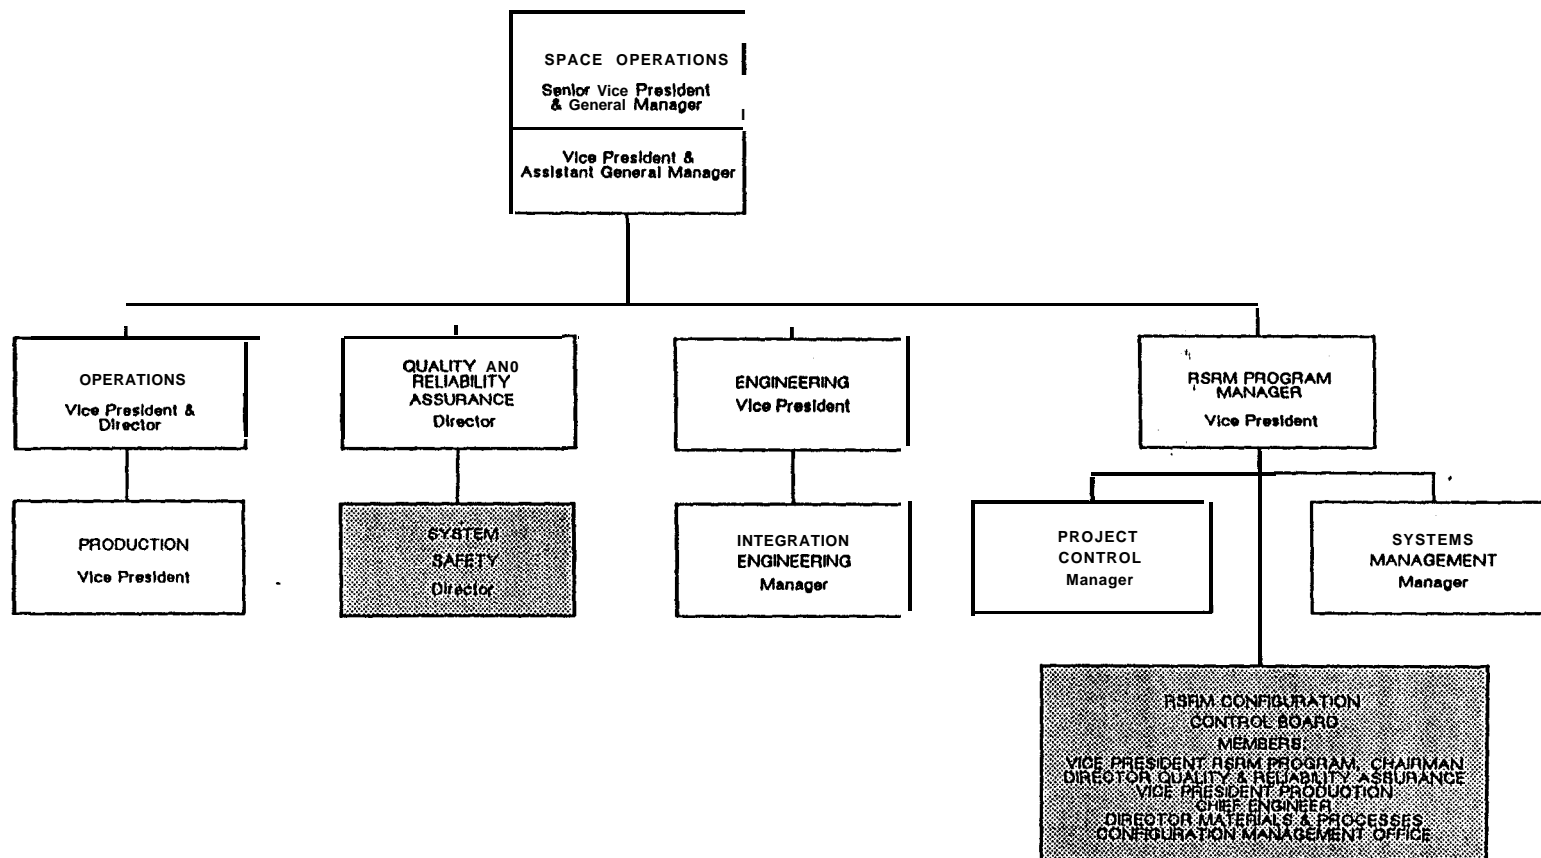 SPACE OPERATIONS
Senior Vice President
& General Manager
Vice President &
Assistant General Manager
OPERATIONS
Vice President &
Director
QUALITY AN0
RELIABILITY
ASSURANCE
Director
ENGINEERING
Vice President
RSRM PROGRAM
MANAGER
Vice President
PRODUCTION
Vice President
SYSTEM
SAFETY
Director
INTEGRATION
ENGINEERING
Manager
PROJECT
CONTROL
Manager
SYSTEMS
MANAGEMENT
Manager
RSRM CONFIGURATION
CONTROL BOARD
MEMBERS:
VICE PRESIDENT RSRM PROGRAM, CHAIRMAN
DIRECTOR QUALITY & RELIABILITY ASSURANCE
VICE PRESIDENT PRODUCTION
CHIEF ENGINEER
DIRECTOR MATERIALS & PROCESSES
CONFIGURATION MANAGEMENT OFFICE